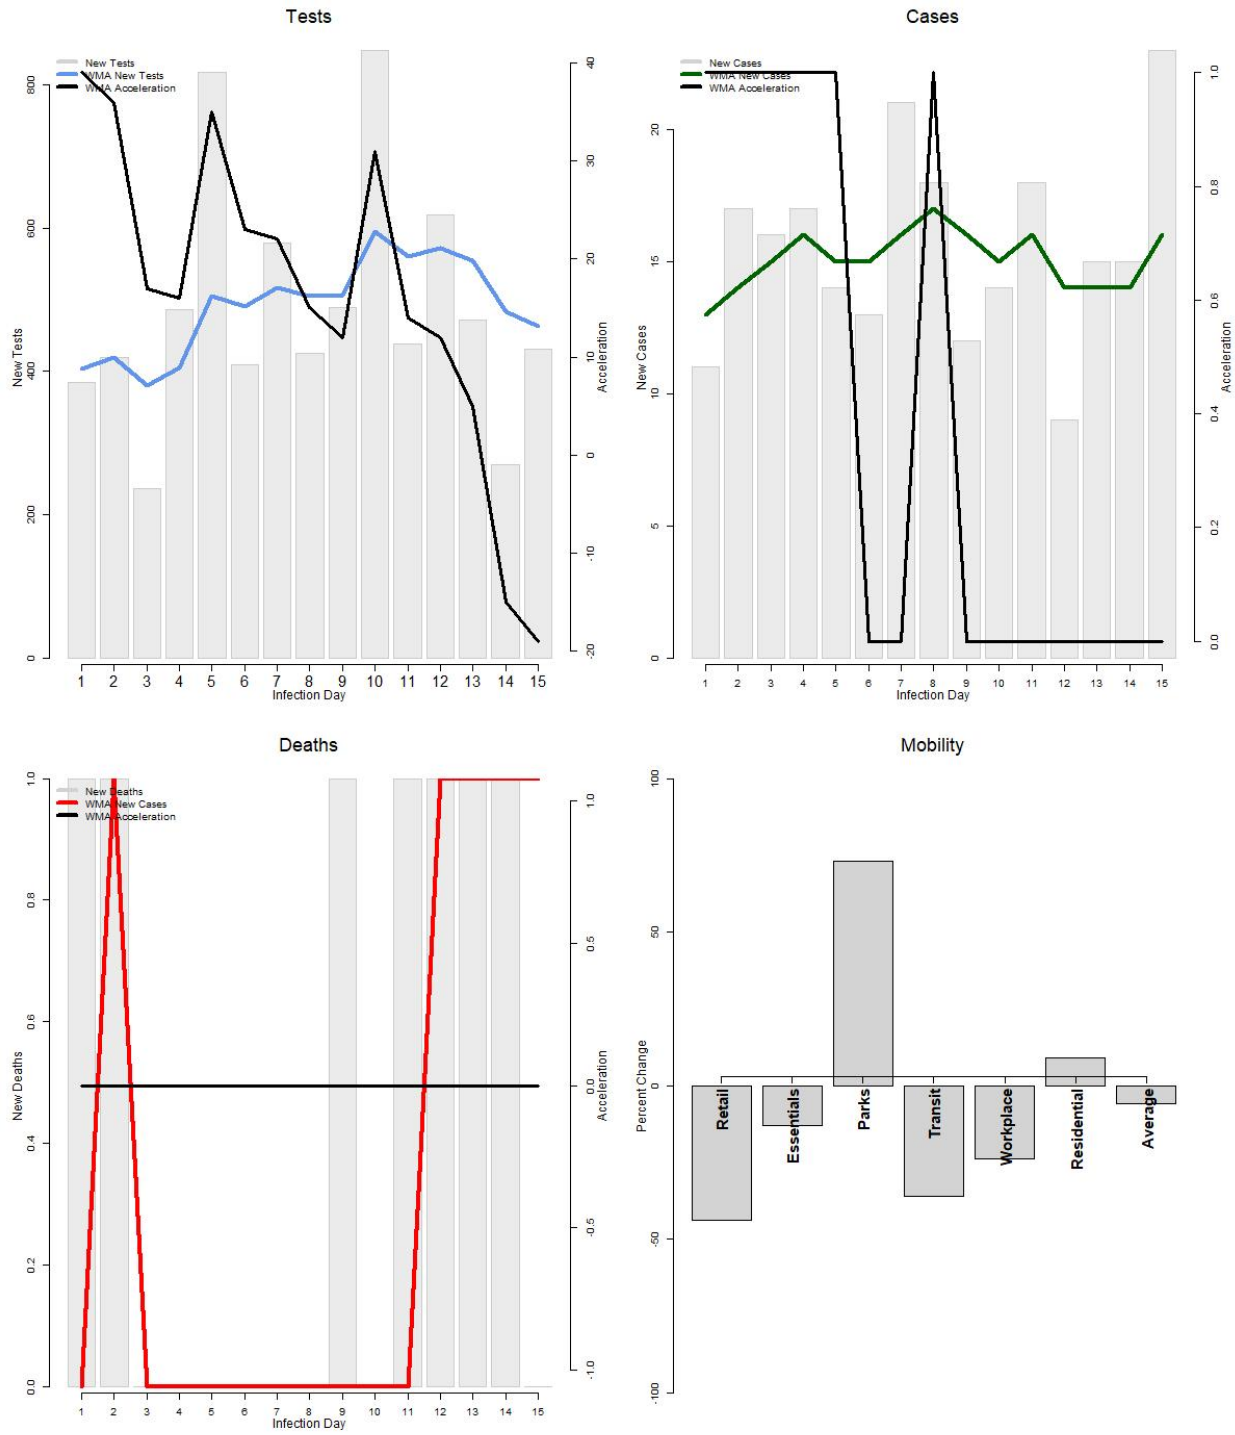 Tests
New Tests
WMA New Tests
WMA Acceleration
New Tests
0 200 400 600 800
Acceleration
-20 -10 0 10 20 30 40
1 2 3 4 5 6 7 8 9 10 11 12 13 14 15
Infection Day
Cases
New Cases
WMA New Cases
WMA Acceleration
New Cases
0 5 10 15 20
Acceleration
0.0 0.2 0.4 0.6 0.8 1.0
1 2 3 4 5 6 7 8 9 10 11 12 13 14 15
Infection Day
Deaths
New Deaths
WMA New Cases
WMA Acceleration
New Deaths
0.0 0.2 0.4 0.6 0.8 1.0
Acceleration
-1.0 -0.5 0.0 0.5 1.0
1 2 3 4 5 6 7 8 9 10 11 12 13 14 15
Infection Day
Mobility
Percent Change
-100 -50 0 50 100
Retail
Essentials
Parks
Transit
Workplace
Residential
Average